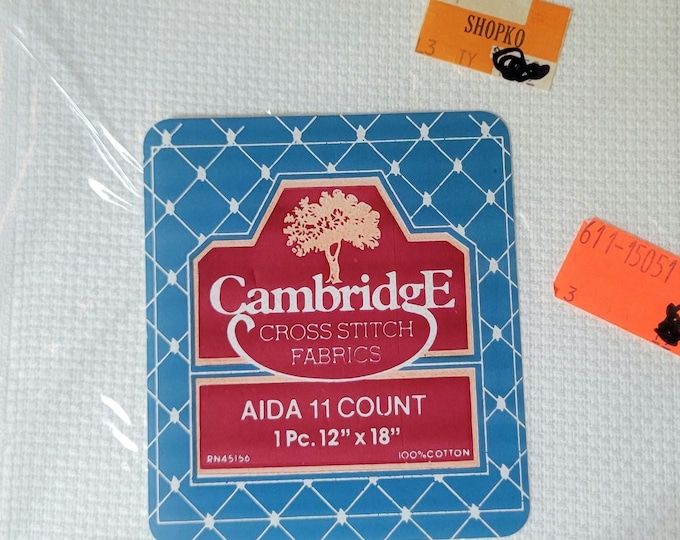 SHOPKO
3 TY
611-15051
3
CambridgE
CROSS STITCH
FABRICS
AIDA 11 COUNT
1 Pc. 12” x 18”
RN45156 100% COTTON